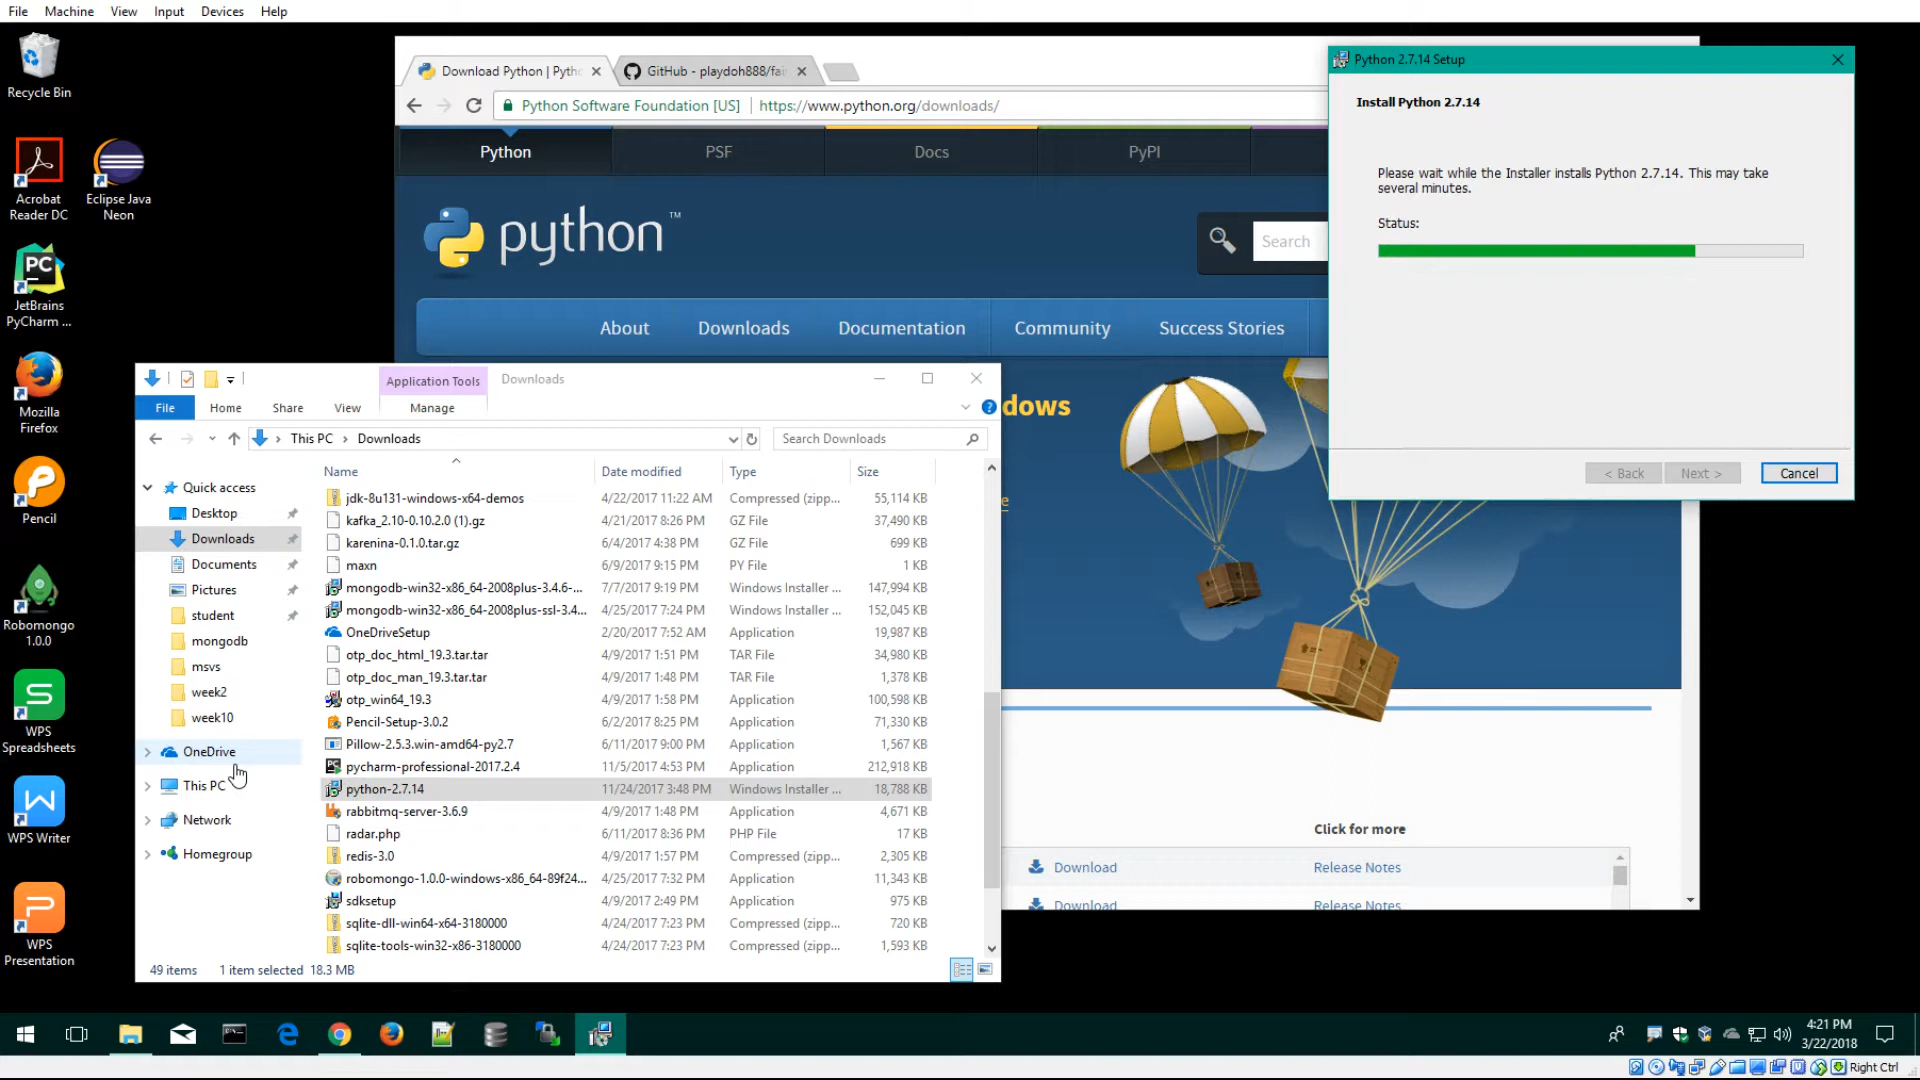 File Machine View Input Devices Help
Recycle Bin
Acrobat
Reader DC
Eclipse Java
Neon
JetBrains
PyCharm ...
Mozilla
Firefox
Pencil
Robomongo
1.0.0
WPS
Spreadsheets
WPS Writer
WPS
Presentation
Download Python | Pytho
GitHub - playdoh888/fai
Python Software Foundation [US] https://www.python.org/downloads/
Python PSF Docs PyPI
python ™
Search
About Downloads Documentation Community Success Stories
dows
Click for more
Download Release Notes
Download Release Notes
Python 2.7.14 Setup
Install Python 2.7.14
Please wait while the Installer installs Python 2.7.14. This may take
several minutes.
Status:
< Back Next > Cancel
Application Tools Downloads
File Home Share View Manage
This PC > Downloads
Search Downloads
Quick access
Desktop
Downloads
Documents
Pictures
student
mongodb
msvs
week2
week10
OneDrive
This PC
Network
Homegroup
Name Date modified Type Size
jdk-8u131-windows-x64-demos 4/22/2017 11:22 AM Compressed (zipp... 55,114 KB
kafka_2.10-0.10.2.0 (1).gz 4/21/2017 8:26 PM GZ File 37,490 KB
karenina-0.1.0.tar.gz 6/4/2017 4:38 PM GZ File 699 KB
maxn 6/9/2017 9:15 PM PY File 1 KB
mongodb-win32-x86_64-2008plus-3.4.6-... 7/7/2017 9:19 PM Windows Installer ... 147,994 KB
mongodb-win32-x86_64-2008plus-ssl-3.4... 4/25/2017 7:24 PM Windows Installer ... 152,045 KB
OneDriveSetup 2/20/2017 7:52 AM Application 19,987 KB
otp_doc_html_19.3.tar.tar 4/9/2017 1:51 PM TAR File 34,980 KB
otp_doc_man_19.3.tar.tar 4/9/2017 1:48 PM TAR File 1,378 KB
otp_win64_19.3 4/9/2017 1:58 PM Application 100,598 KB
Pencil-Setup-3.0.2 6/2/2017 8:25 PM Application 71,330 KB
Pillow-2.5.3.win-amd64-py2.7 6/11/2017 9:00 PM Application 1,567 KB
pycharm-professional-2017.2.4 11/5/2017 4:53 PM Application 212,918 KB
python-2.7.14 11/24/2017 3:48 PM Windows Installer ... 18,788 KB
rabbitmq-server-3.6.9 4/9/2017 1:48 PM Application 4,671 KB
radar.php 6/11/2017 8:36 PM PHP File 17 KB
redis-3.0 4/9/2017 1:57 PM Compressed (zipp... 2,305 KB
robomongo-1.0.0-windows-x86_64-89f24... 4/25/2017 7:32 PM Application 11,343 KB
sdksetup 4/9/2017 2:49 PM Application 975 KB
sqlite-dll-win64-x64-3180000 4/24/2017 7:23 PM Compressed (zipp... 720 KB
sqlite-tools-win32-x86-3180000 4/24/2017 7:23 PM Compressed (zipp... 1,593 KB
49 items 1 item selected 18.3 MB
4:21 PM
3/22/2018
Right Ctrl